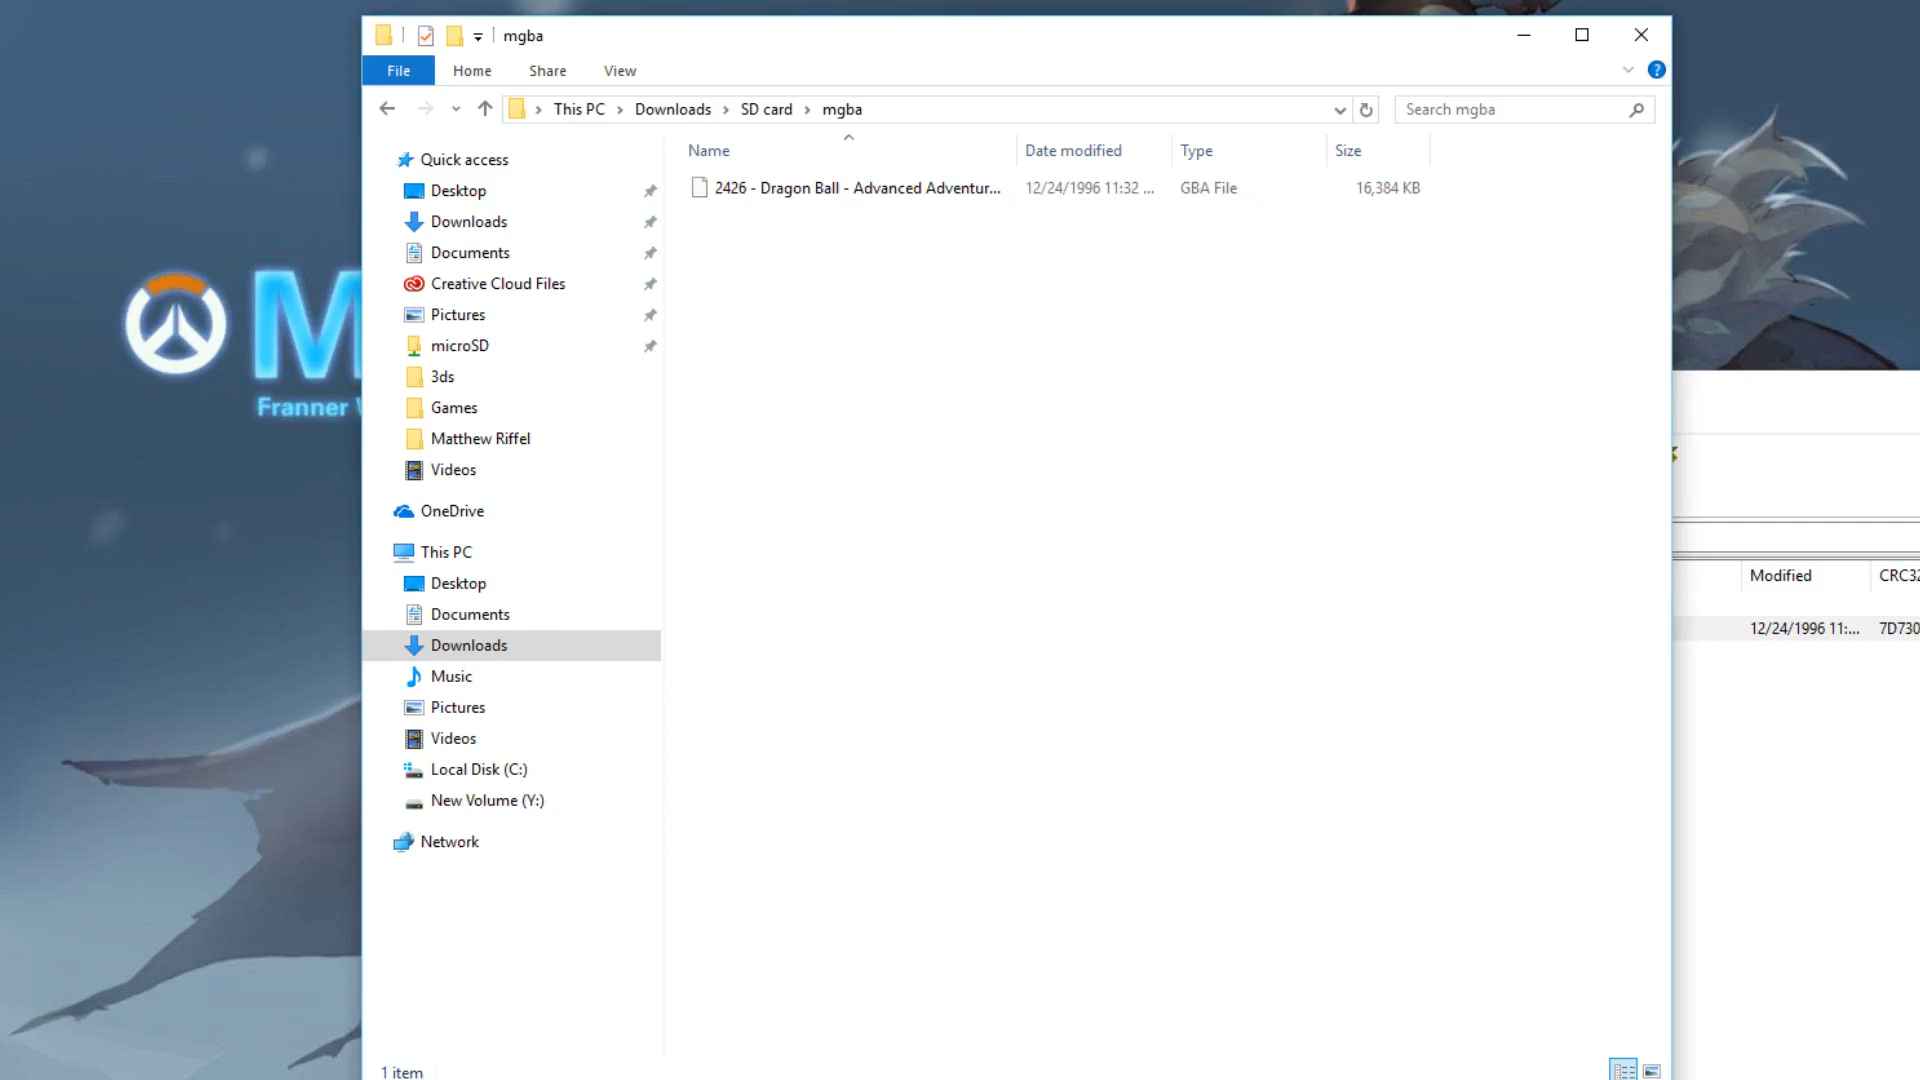 mgba
File Home Share View
This PC Downloads SD card mgba
Search mgba
Name Date modified Type Size
2426 - Dragon Ball - Advanced Adventur... 12/24/1996 11:32 ... GBA File 16,384 KB
Quick access
Desktop
Downloads
Documents
Creative Cloud Files
Pictures
microSD
3ds
Games
Matthew Riffel
Videos
OneDrive
This PC
Desktop
Documents
Downloads
Music
Pictures
Videos
Local Disk (C:)
New Volume (Y:)
Network
1 item
M
Franner
Modified CRC32
12/24/1996 11:... 7D730